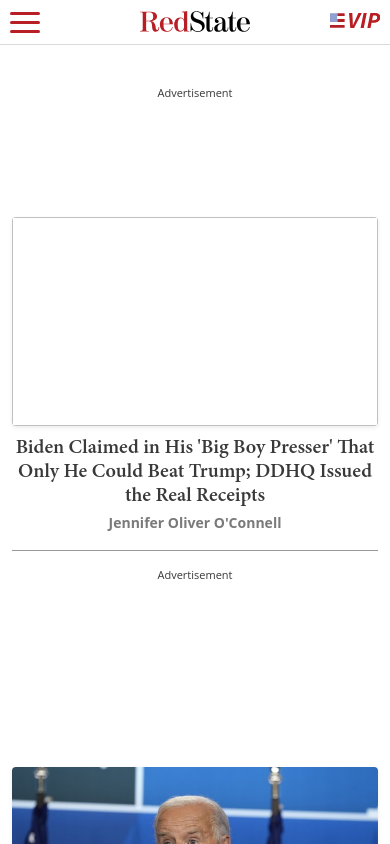 RedState
VIP
Advertisement
Biden Claimed in His 'Big Boy Presser' That
Only He Could Beat Trump; DDHQ Issued
the Real Receipts
Jennifer Oliver O'Connell
Advertisement